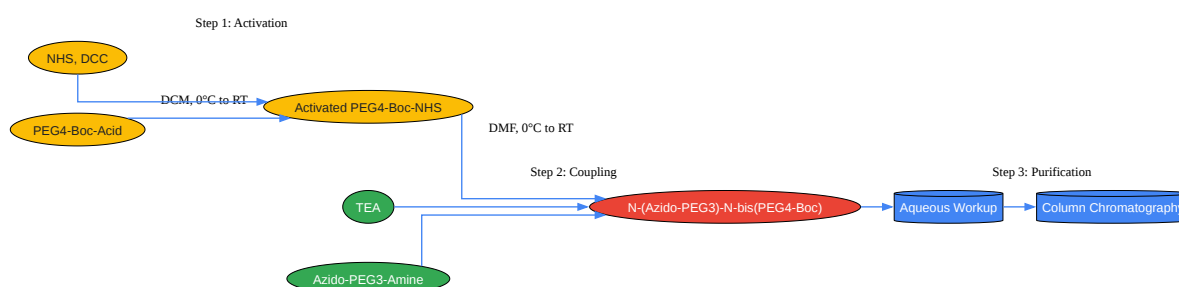 Step 1: Activation
NHS, DCC
DCM, 0°C to RT
Activated PEG4-Boc-NHS
PEG4-Boc-Acid
DMF, 0°C to RT
Step 2: Coupling
Step 3: Purification
TEA
N-(Azido-PEG3)-N-bis(PEG4-Boc)
Aqueous Workup
Column Chromatography
Azido-PEG3-Amine